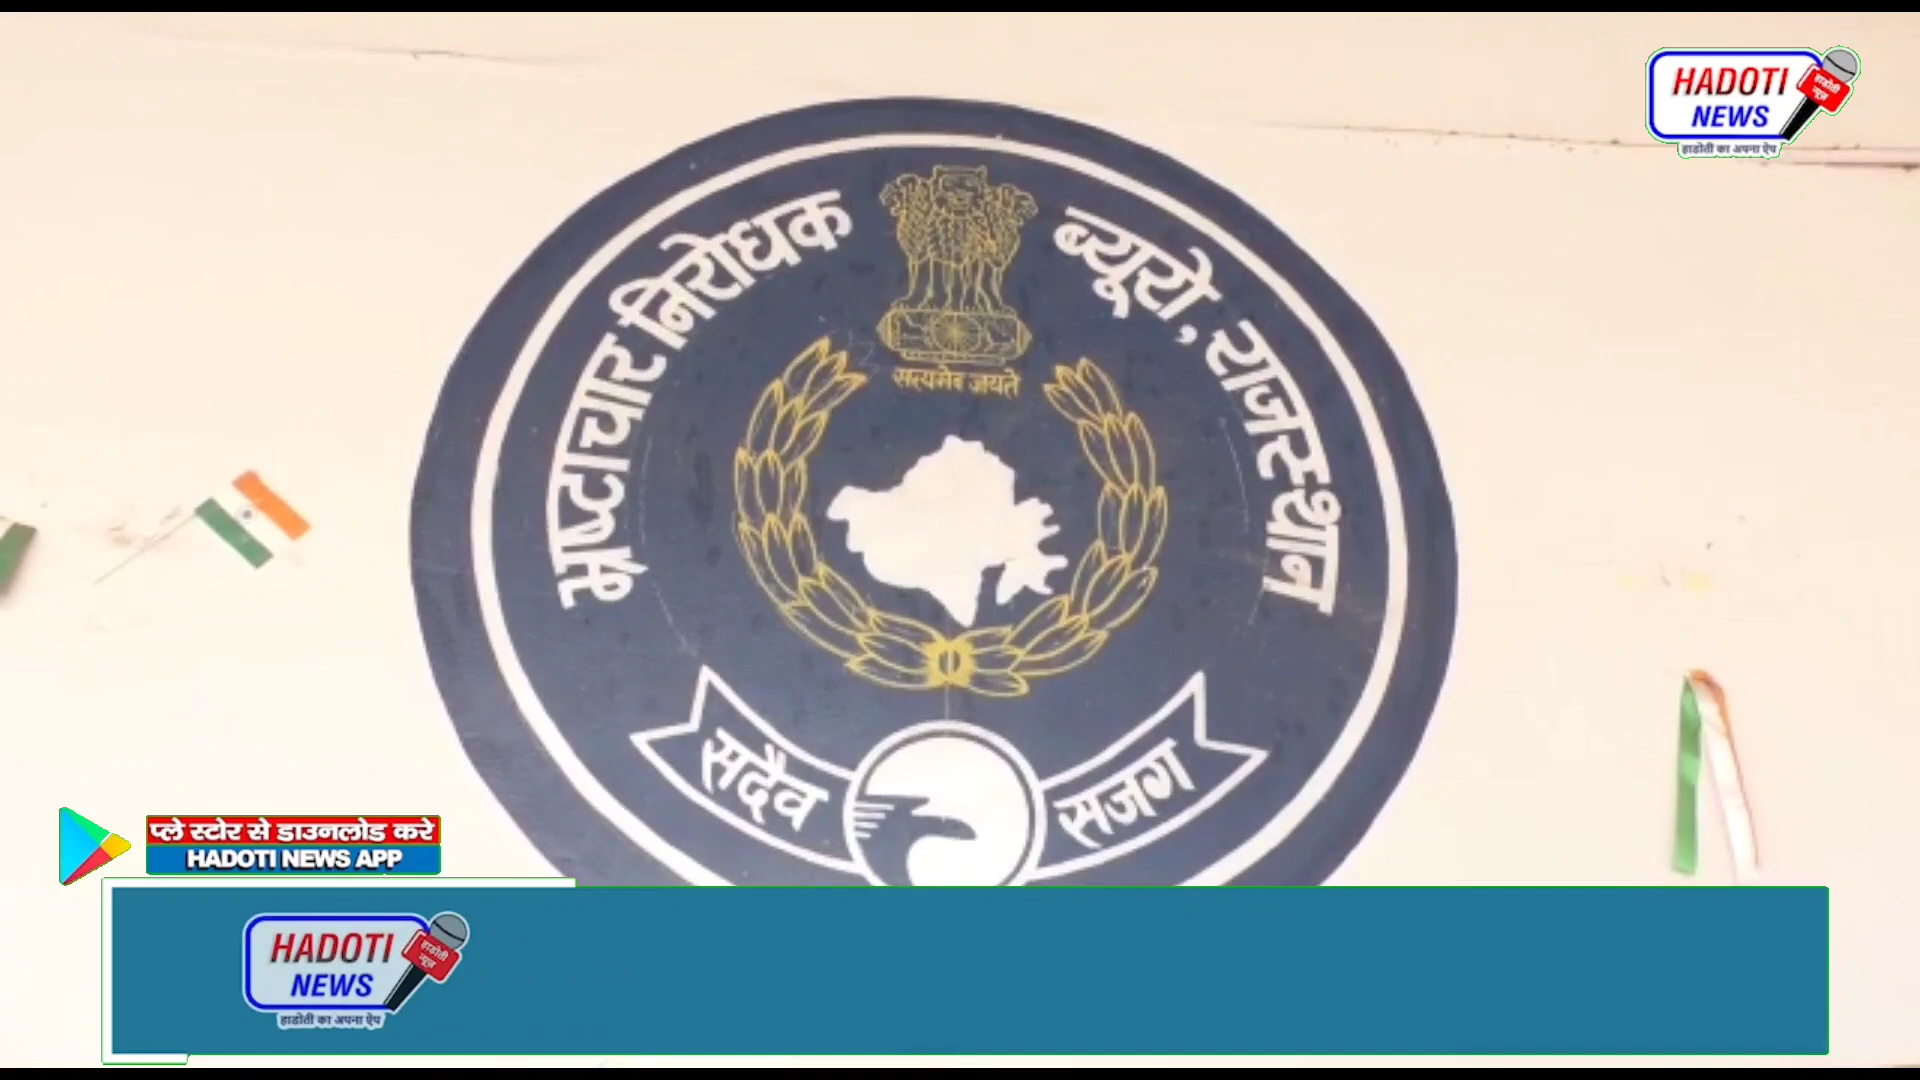 HADOTI
NEWS
हाडोती न्यूज़
हाडोती का अपना ऐप
भ्रष्टाचार निरोधक ब्यूरो, राजस्थान
सत्यमेव जयते
सदैव सजग
प्ले स्टोर से डाउनलोड करे
HADOTI NEWS APP
HADOTI
NEWS
हाडोती न्यूज़
हाडोती का अपना ऐप